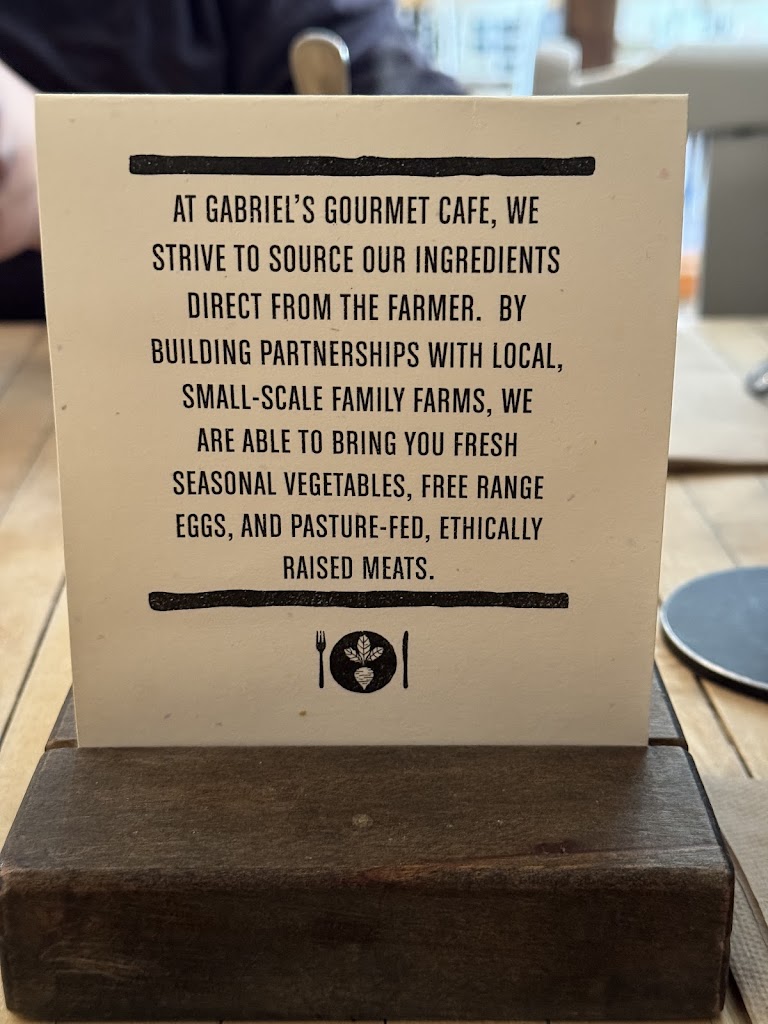 AT GABRIEL'S GOURMET CAFE, WE
STRIVE TO SOURCE OUR INGREDIENTS
DIRECT FROM THE FARMER. BY
BUILDING PARTNERSHIPS WITH LOCAL,
SMALL-SCALE FAMILY FARMS, WE
ARE ABLE TO BRING YOU FRESH
SEASONAL VEGETABLES, FREE RANGE
EGGS, AND PASTURE-FED, ETHICALLY
RAISED MEATS.